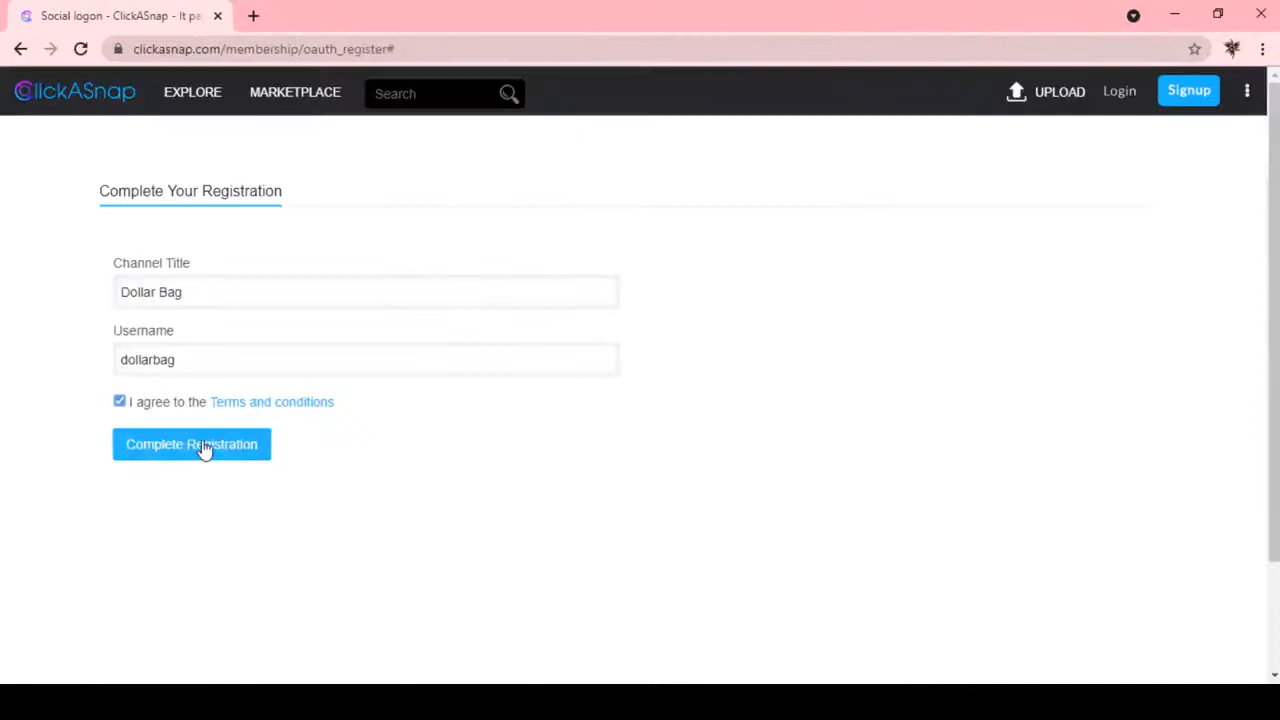 Social logon - ClickASnap - It pa
clickasnap.com/membership/oauth_register#
ClickASnap EXPLORE MARKETPLACE Search UPLOAD Login Signup
Complete Your Registration
Channel Title
Dollar Bag
Username
dollarbag
I agree to the Terms and conditions
Complete Registration